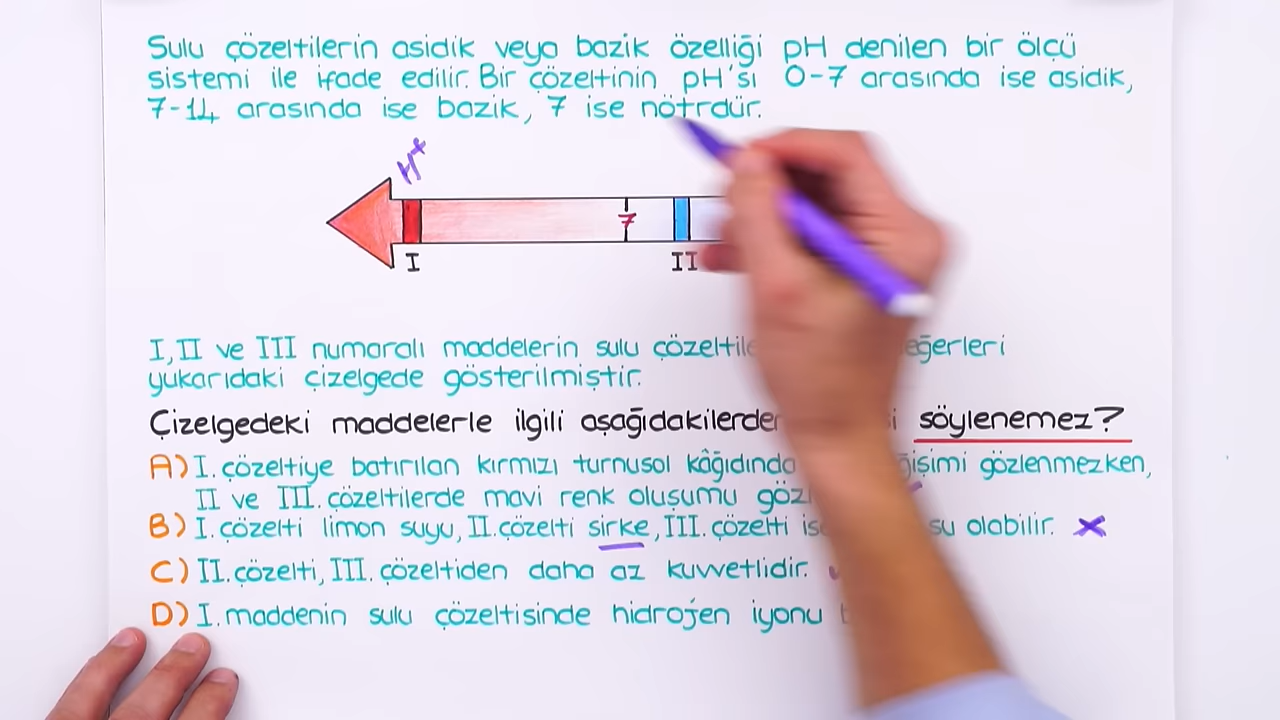 Sulu çözeltilerin asidik veya bazik özelliği pH denilen bir ölçü
sistemi ile ifade edilir. Bir çözeltinin pH'si 0-7 arasında ise asidik,
7-14 arasında ise bazik, 7 ise nötrdür.
H+
7
I II
I, II ve III numaralı maddelerin sulu
yukarıdaki çizelgede gösterilmiştir.
Çizelgedeki maddelerle ilgili söylenemez?
A) I. çözeltiye batırılan kırmızı turnusol kâğıdında gözlenmezken,
II ve III. çözeltilerde mavi renk oluşumu
B) I. çözelti limon suyu, II. çözelti sirke, III. çözelti su olabilir.
C) II. çözelti, III. çözeltiden daha az kuvvetlidir.
D) I. maddenin sulu çözeltisinde hidrojen iyonu